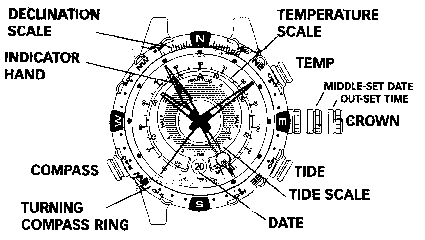 DECLINATION
SCALE
TEMPERATURE
SCALE
N
INDICATOR
HAND
TEMP
MIDDLE-SET DATE
OUT-SET TIME
W
E
CROWN
20
COMPASS
TIDE
TIDE SCALE
S
TURNING
COMPASS RING
DATE